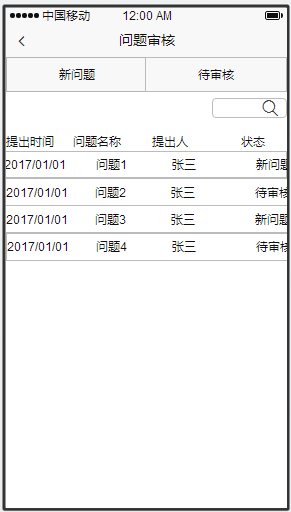 中国移动 12:00 AM
问题审核
新问题 待审核
提出时间 问题名称 提出人 状态
2017/01/01 问题1 张三 新问题
2017/01/01 问题2 张三 待审核
2017/01/01 问题3 张三 新问题
2017/01/01 问题4 张三 待审核